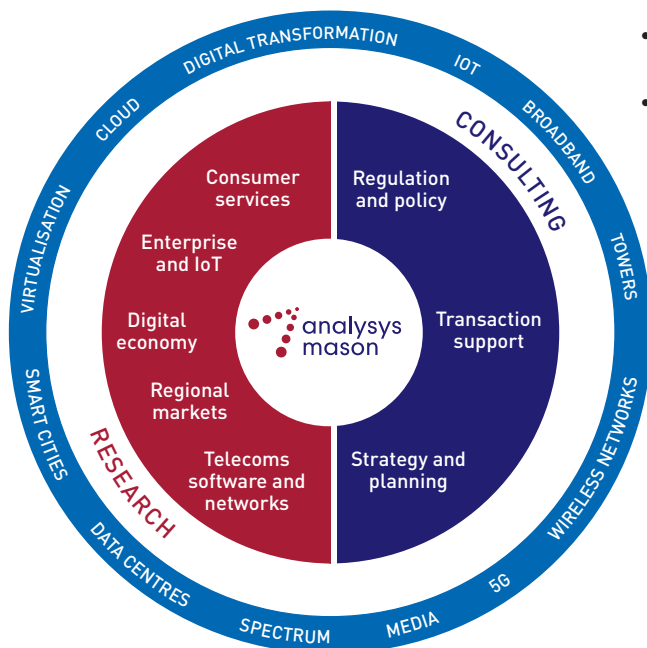 DIGITAL TRANSFORMATION
IOT
BROADBAND
TOWERS
WIRELESS NETWORKS
5G
MEDIA
SPECTRUM
DATA CENTRES
SMART CITIES
VIRTUALISATION
CLOUD
CONSULTING
Regulation
and policy
Transaction
support
Strategy and
planning
RESEARCH
Consumer
services
Enterprise
and IoT
Digital
economy
Regional
markets
Telecoms
software and
networks
analysys
mason